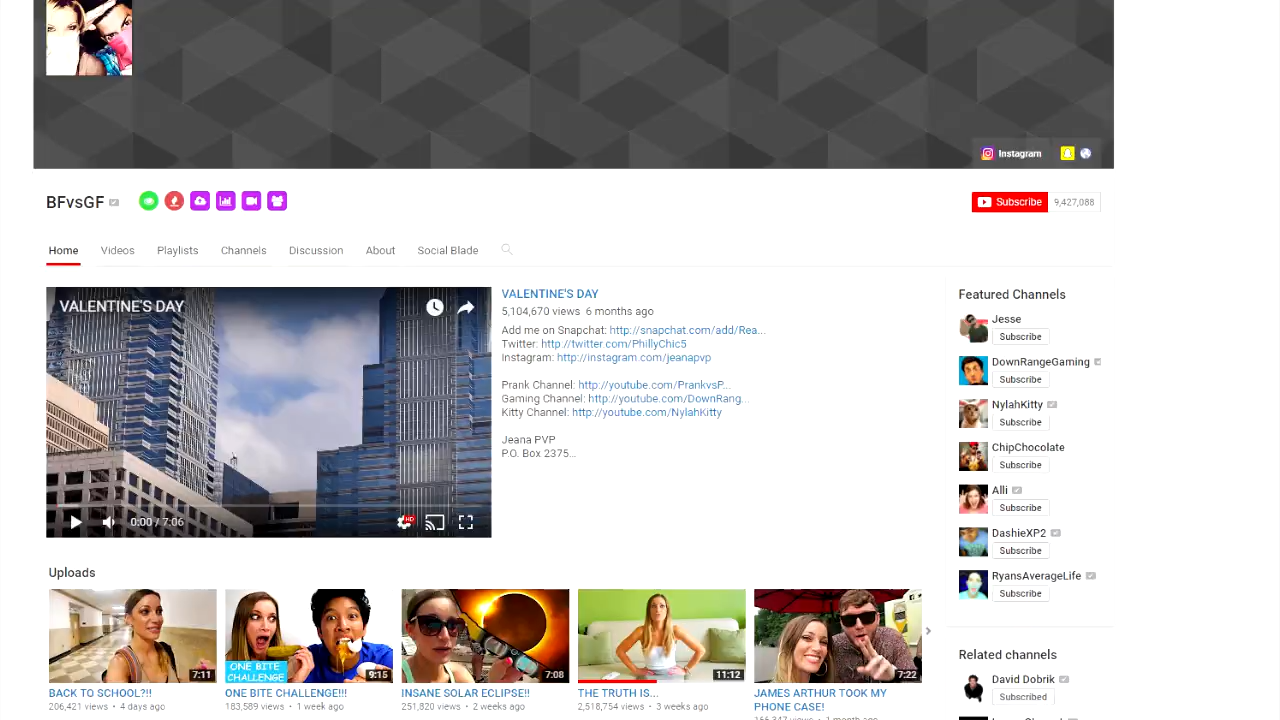 Instagram
BFvsGF
Subscribe 9,427,088
Home Videos Playlists Channels Discussion About Social Blade
VALENTINE'S DAY
0:00 / 7:06
HD
VALENTINE'S DAY
5,104,670 views 6 months ago
Add me on Snapchat: http://snapchat.com/add/Rea...
Twitter: http://twitter.com/PhillyChic5
Instagram: http://instagram.com/jeanapvp
Prank Channel: http://youtube.com/PrankvsP...
Gaming Channel: http://youtube.com/DownRang...
Kitty Channel: http://youtube.com/NylahKitty
Jeana PVP
P.O. Box 2375...
Featured Channels
Jesse
Subscribe
DownRangeGaming
Subscribe
NylahKitty
Subscribe
ChipChocolate
Subscribe
Alli
Subscribe
DashieXP2
Subscribe
RyansAverageLife
Subscribe
Related channels
David Dobrik
Subscribed
Uploads
7:11
BACK TO SCHOOL?!!
206,421 views • 4 days ago
ONE BITE
CHALLENGE
9:15
ONE BITE CHALLENGE!!!
183,589 views • 1 week ago
7:08
INSANE SOLAR ECLIPSE!!
251,820 views • 2 weeks ago
11:12
THE TRUTH IS...
2,518,754 views • 3 weeks ago
7:22
JAMES ARTHUR TOOK MY
PHONE CASE!
166,347 views • 1 month ago